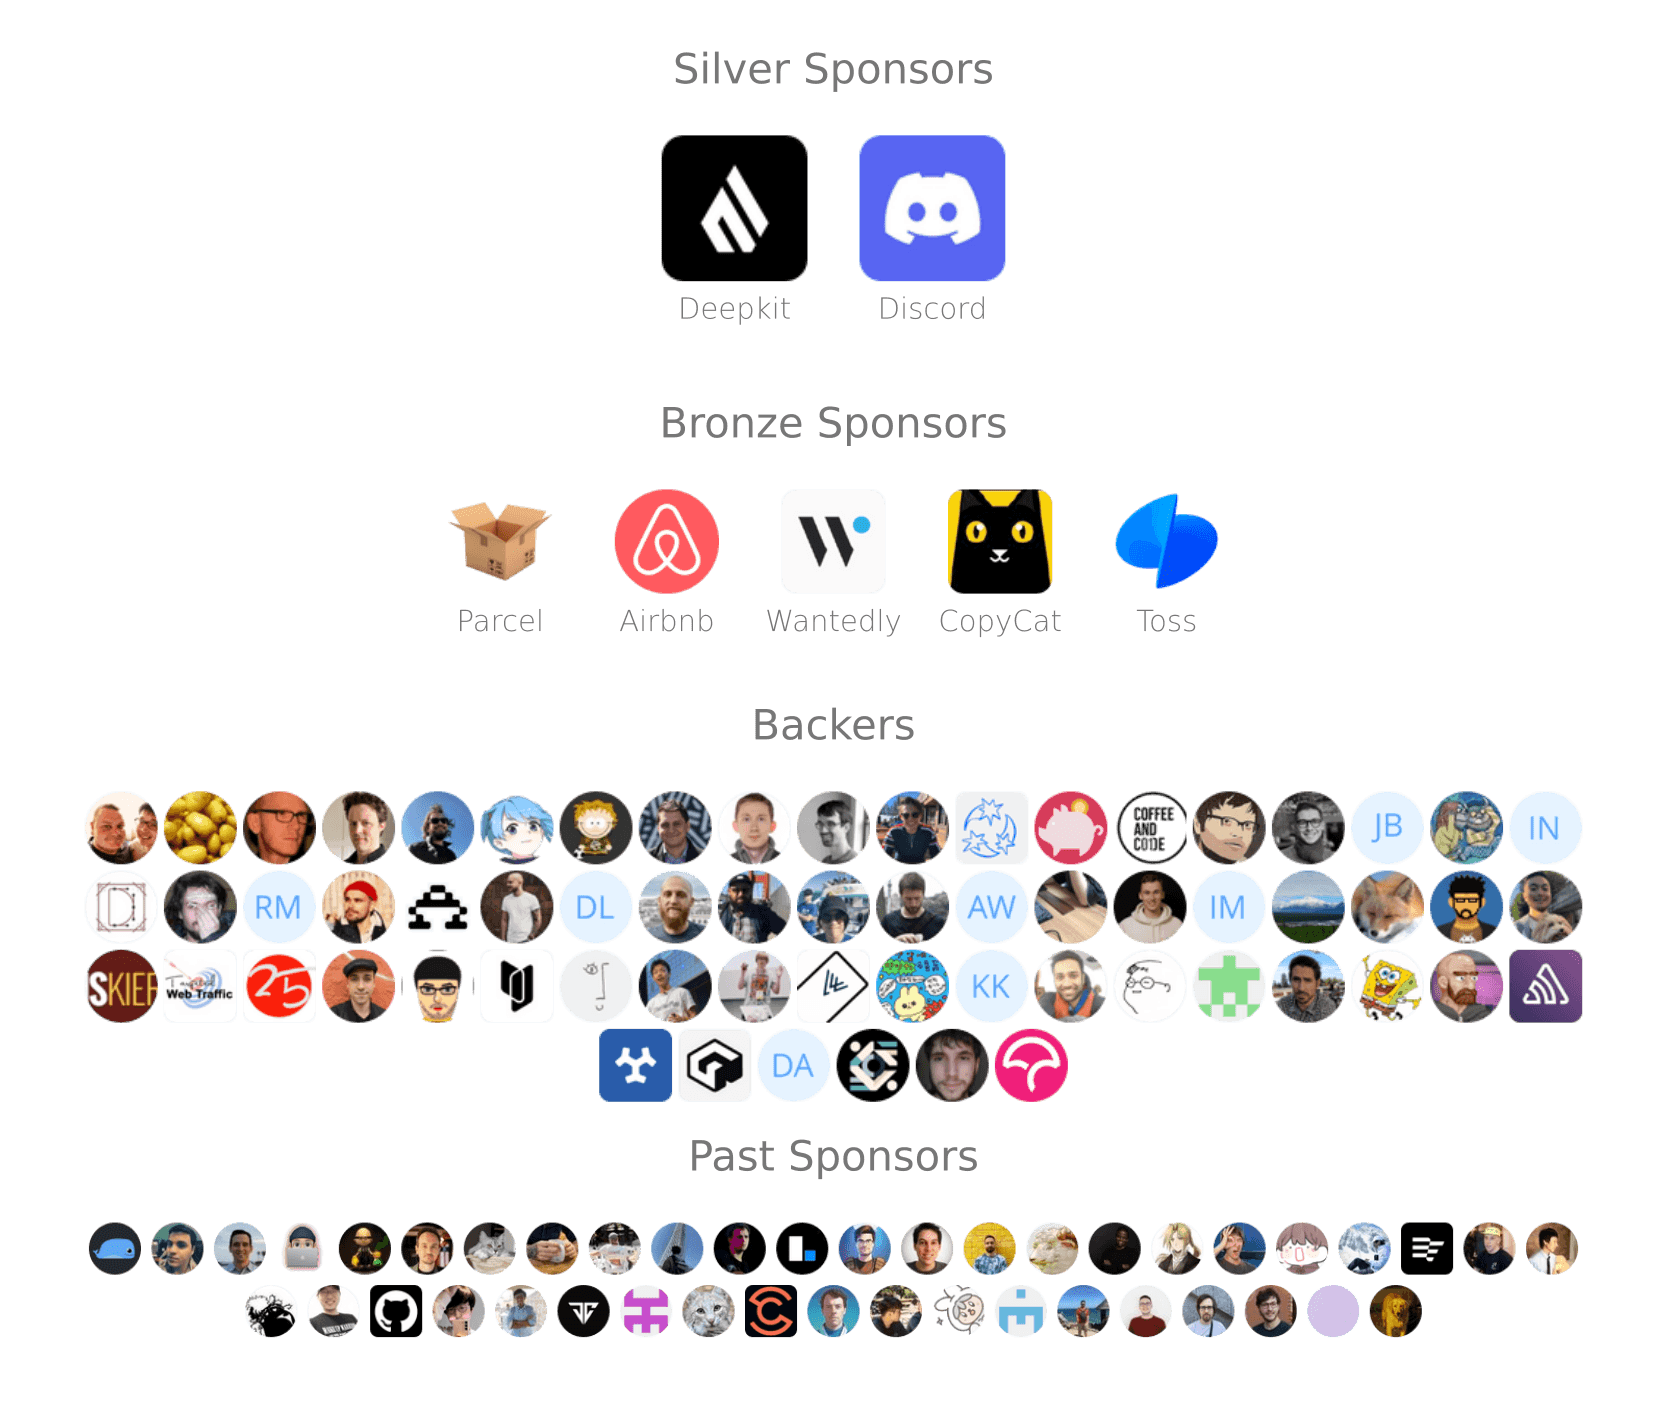 Silver Sponsors
Deepkit
Discord
Bronze Sponsors
Parcel
Airbnb
Wantedly
CopyCat
Toss
Backers
COFFEE
AND
CODE
JB
IN
RM
DL
AW
IM
SKIEF
Web Traffic
25
KK
DA
Past Sponsors